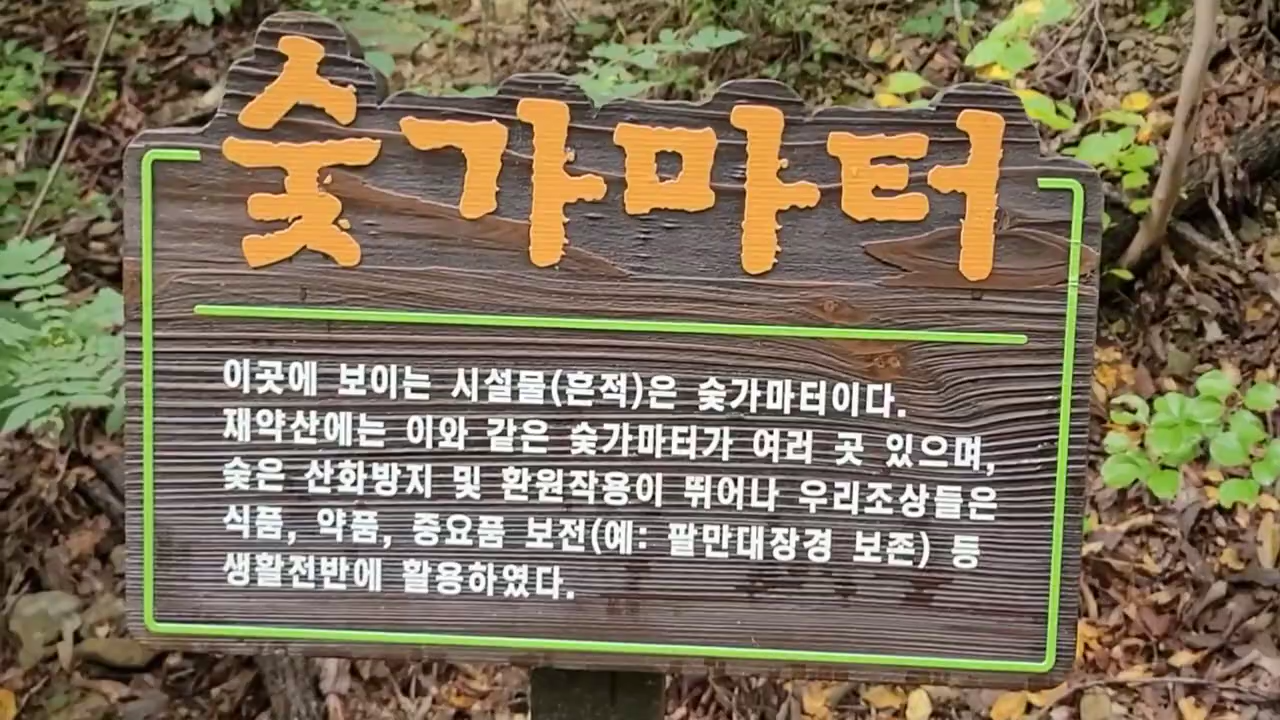 숯가마터
이곳에 보이는 시설물(흔적)은 숯가마터이다.
재약산에는 이와 같은 숯가마터가 여러 곳 있으며,
숯은 산화방지 및 환원작용이 뛰어나 우리조상들은
식품, 약품, 중요품 보전(예: 팔만대장경 보존) 등
생활전반에 활용하였다.